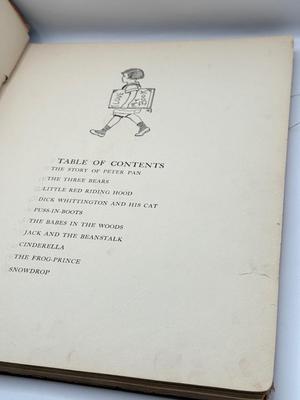 TABLE OF CONTENTS
THE STORY OF PETER PAN
THE THREE BEARS
LITTLE RED RIDING HOOD
DICK WHITTINGTON AND HIS CAT
PUSS-IN-BOOTS
THE BABES IN THE WOODS
JACK AND THE BEANSTALK
CINDERELLA
THE FROG-PRINCE
SNOWDROP